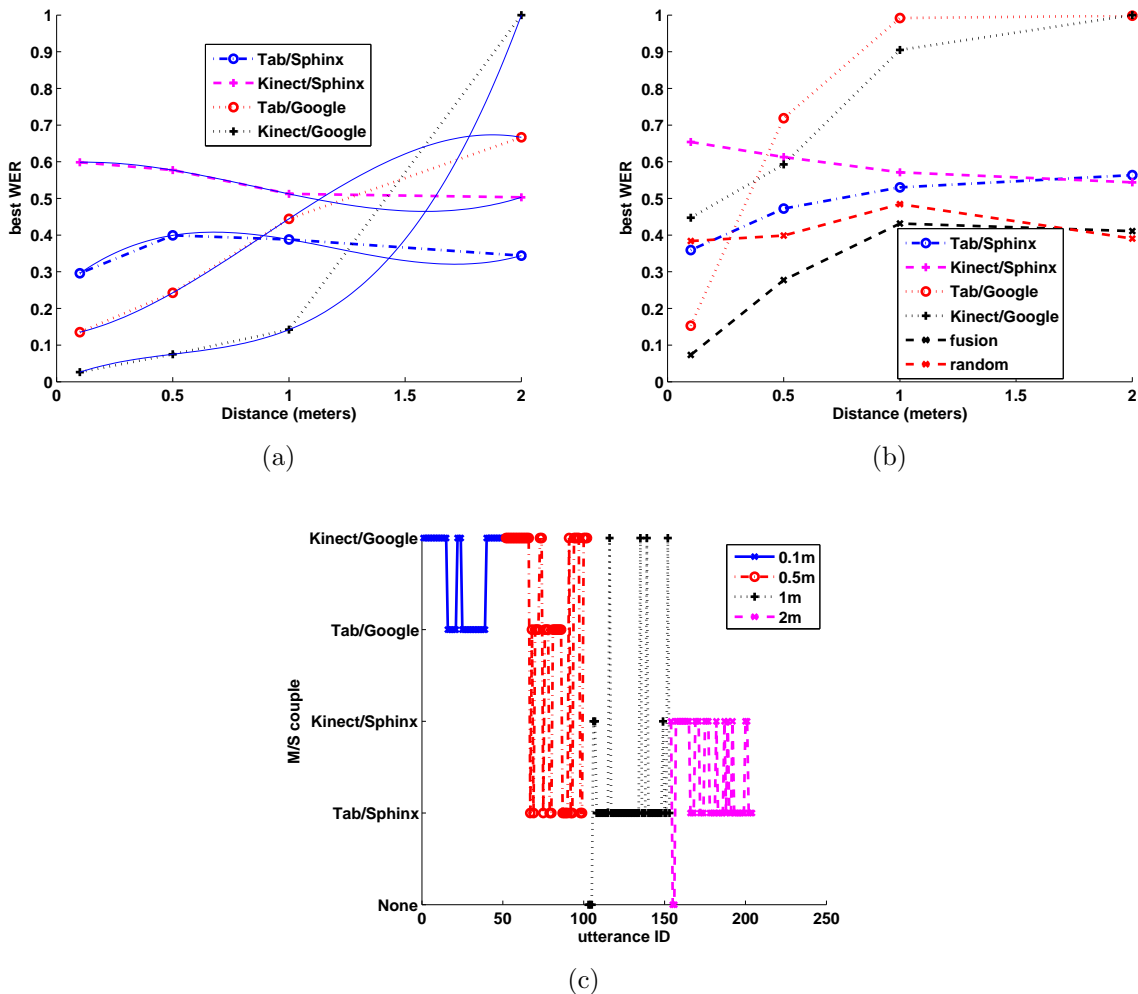 1
0.9
0.8
0.7
0.6
0.5
0.4
0.3
0.2
0.1
0
best WER
Tab/Sphinx
Kinect/Sphinx
Tab/Google
Kinect/Google
0 0.5 1 1.5 2
Distance (meters)
(a)
1
0.9
0.8
0.7
0.6
0.5
0.4
0.3
0.2
0.1
0
best WER
Tab/Sphinx
Kinect/Sphinx
Tab/Google
Kinect/Google
fusion
random
0 0.5 1 1.5 2
Distance (meters)
(b)
Kinect/Google
Tab/Google
Kinect/Sphinx
Tab/Sphinx
None
M/S couple
0.1m
0.5m
1m
2m
0 50 100 150 200 250
utterance ID
(c)